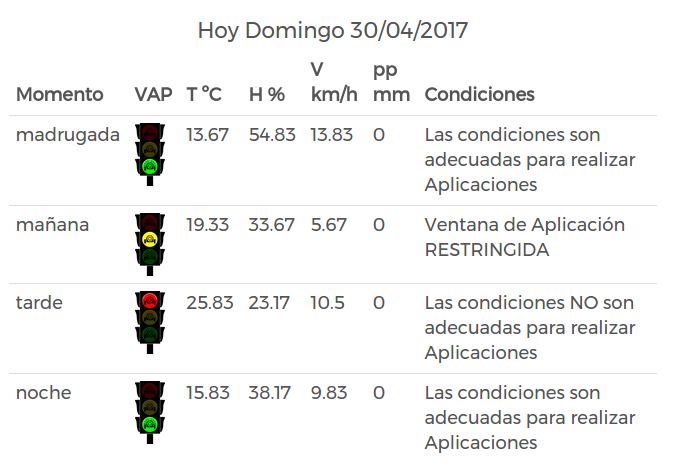 Hoy Domingo 30/04/2017
Momento VAP T ºC H % V km/h pp mm Condiciones
madrugada 13.67 54.83 13.83 0 Las condiciones son
adecuadas para realizar
Aplicaciones
mañana 19.33 33.67 5.67 0 Ventana de Aplicación
RESTRINGIDA
tarde 25.83 23.17 10.5 0 Las condiciones NO son
adecuadas para realizar
Aplicaciones
noche 15.83 38.17 9.83 0 Las condiciones son
adecuadas para realizar
Aplicaciones